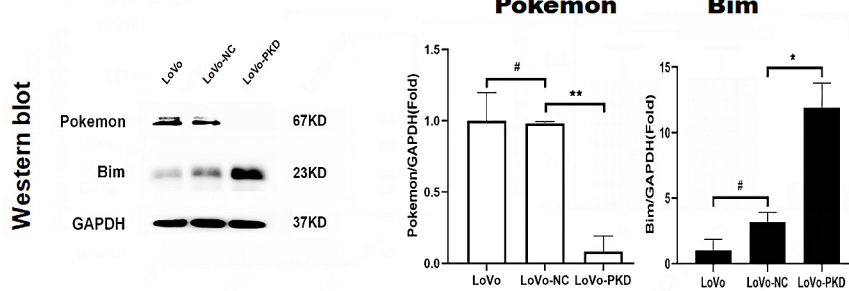 Western blot
LoVo
LoVo-NC
LoVo-PKD
Pokemon 67KD
Bim 23KD
GAPDH 37KD
Pokemon
Pokemon/GAPDH(Fold)
1.5
1.0
0.5
0.0
#
**
LoVo LoVo-NC LoVo-PKD
Bim
Bim/GAPDH(Fold)
15
10
5
0
#
*
LoVo LoVo-NC LoVo-PKD